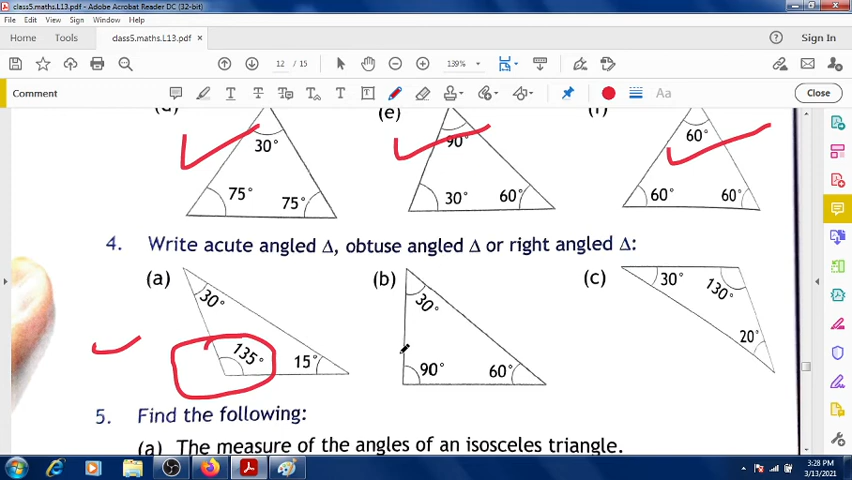 class5.maths.L13.pdf - Adobe Acrobat Reader DC (32-bit)
File Edit View Sign Window Help
Home Tools class5.maths.L13.pdf × Sign In
12 / 15 139%
Comment Aa Close
(e)
30° 90° 60°
75° 75° 30° 60° 60° 60°
4. Write acute angled Δ, obtuse angled Δ or right angled Δ:
(a) (b) (c)
30° 30° 30° 130°
135° 15° 90° 60° 20°
5. Find the following:
(a) The measure of the angles of an isosceles triangle.
3:28 PM
3/13/2021